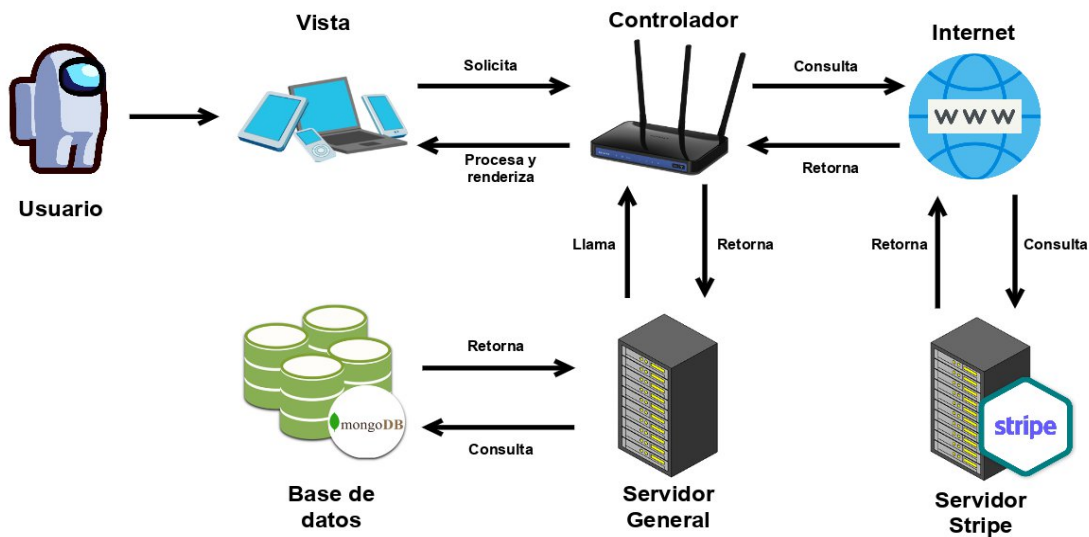 Vista
Controlador
Internet
Solicita
Consulta
WWW
Procesa y
renderiza
Retorna
Usuario
Llama
Retorna
Retorna
Consulta
Retorna
mongoDB
Consulta
stripe
Base de
datos
Servidor
General
Servidor
Stripe